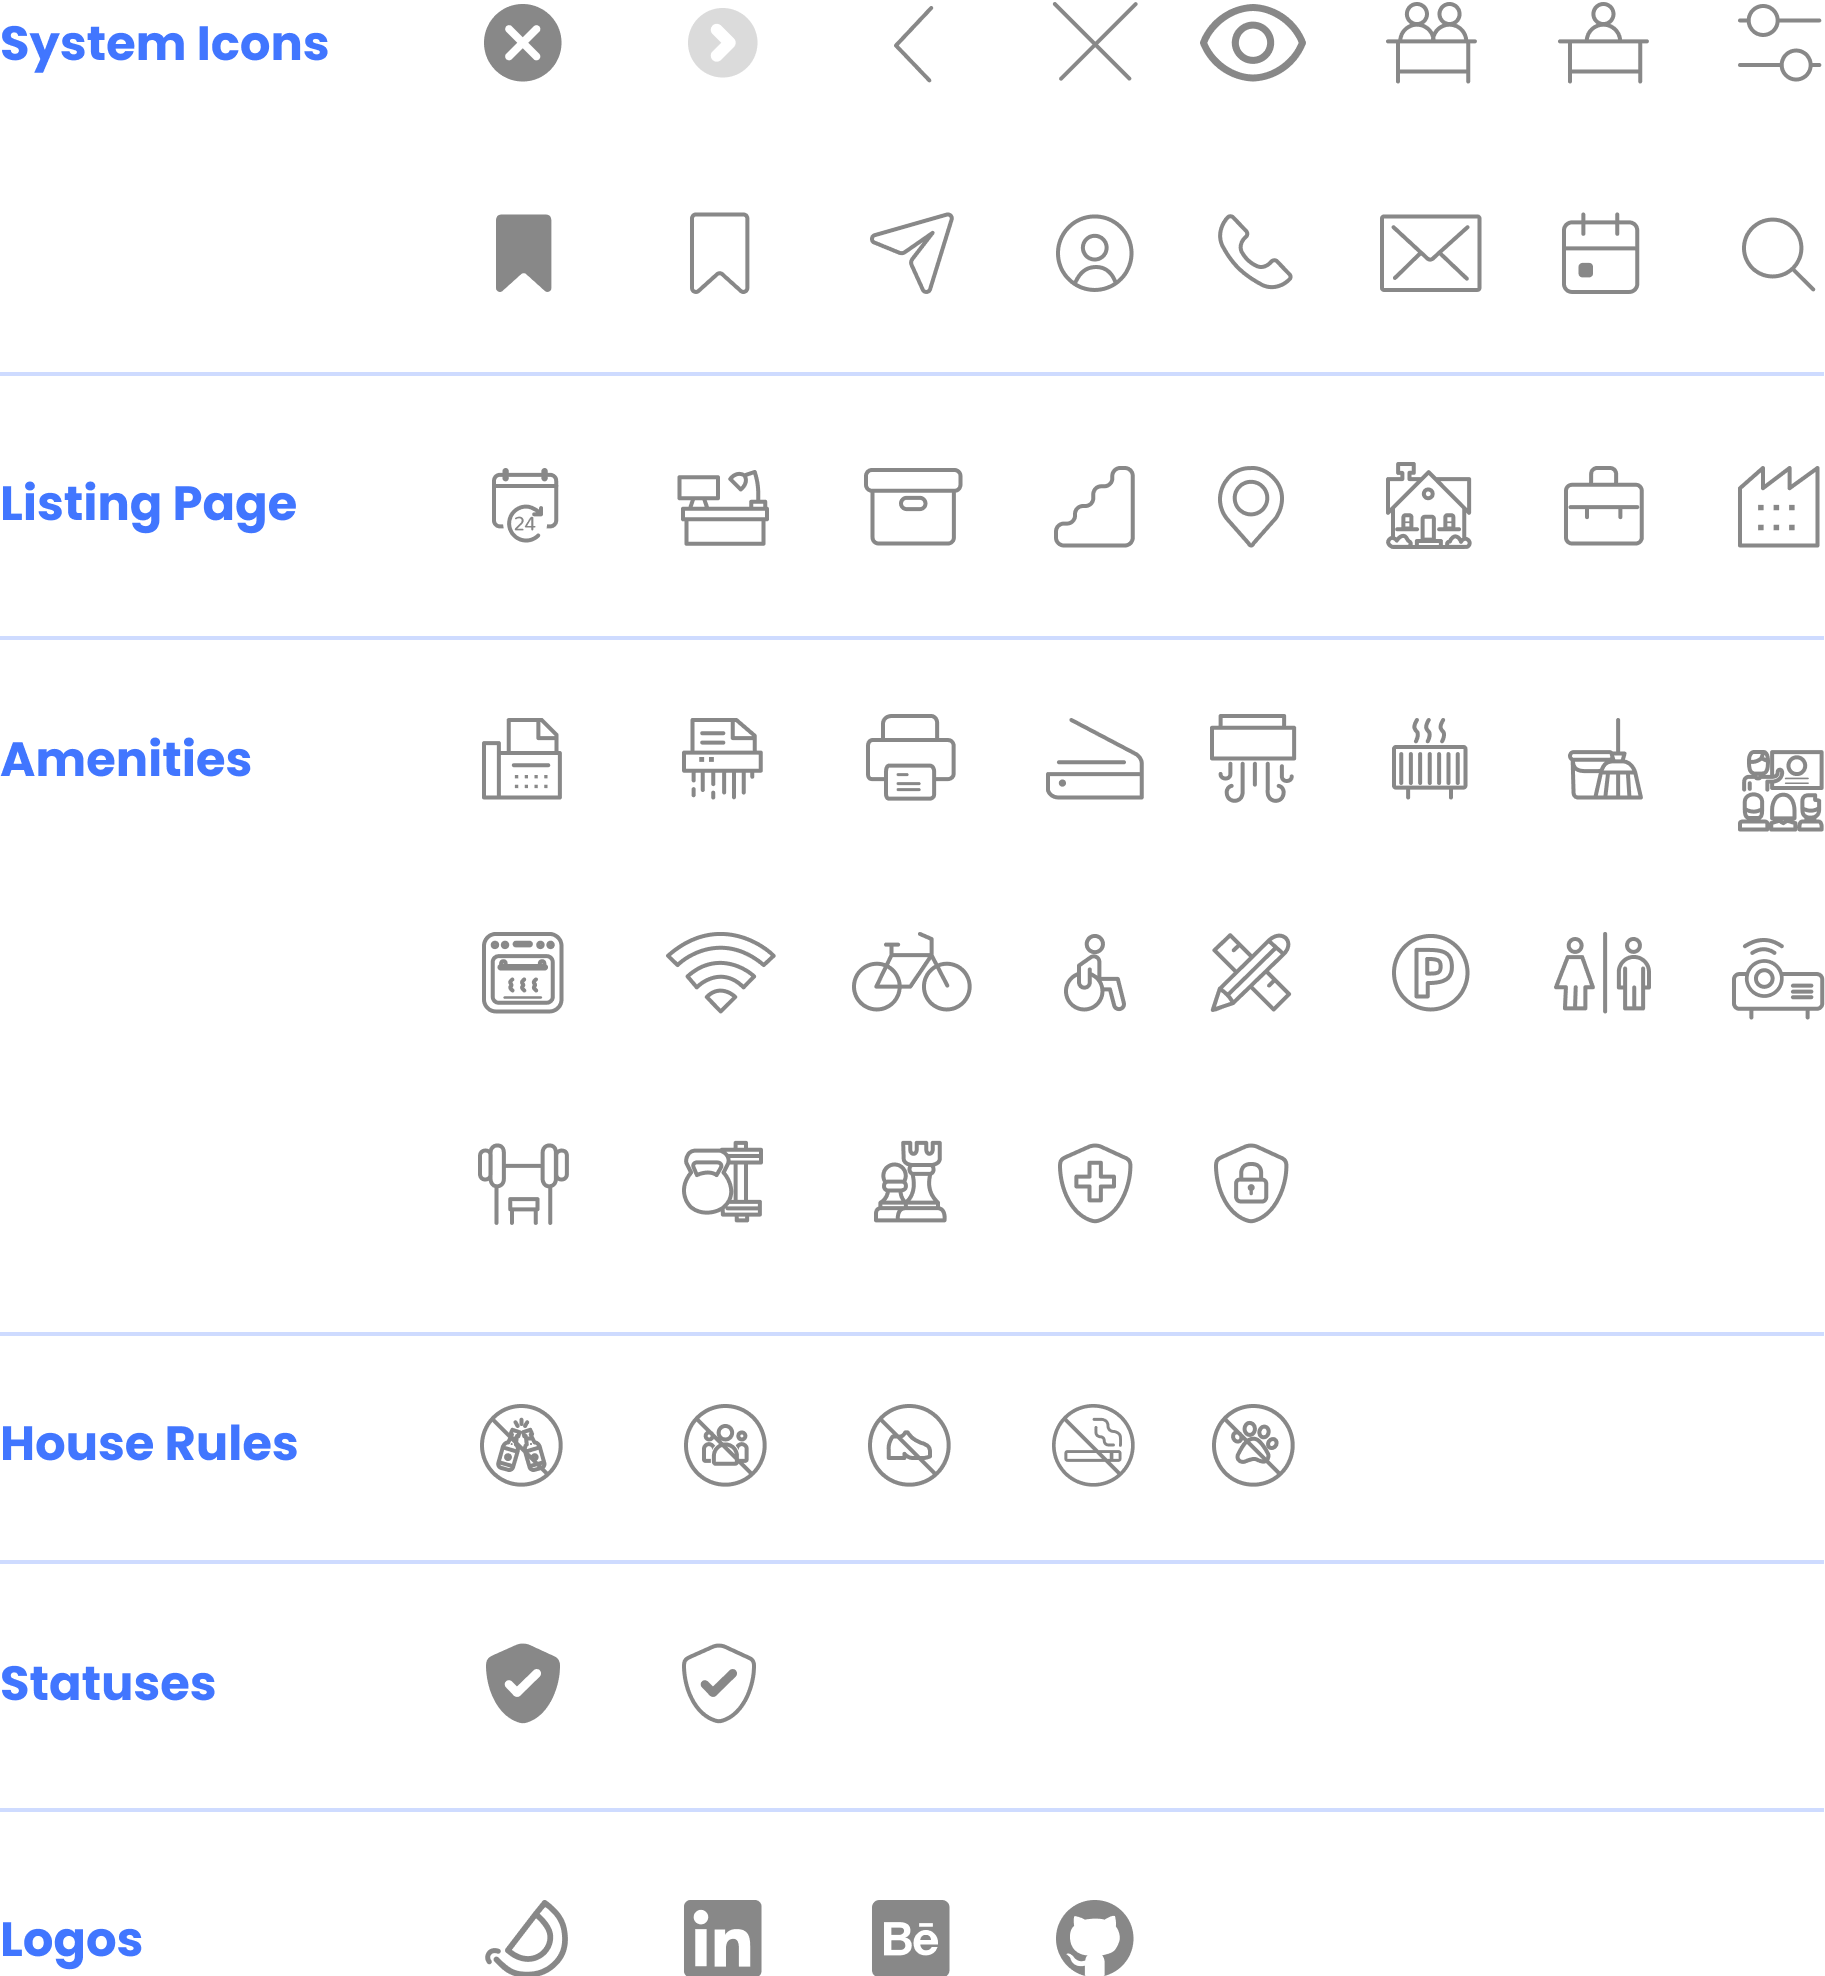 System Icons
Listing Page
24
Amenities
P
House Rules
Statuses
Logos
in
Bē